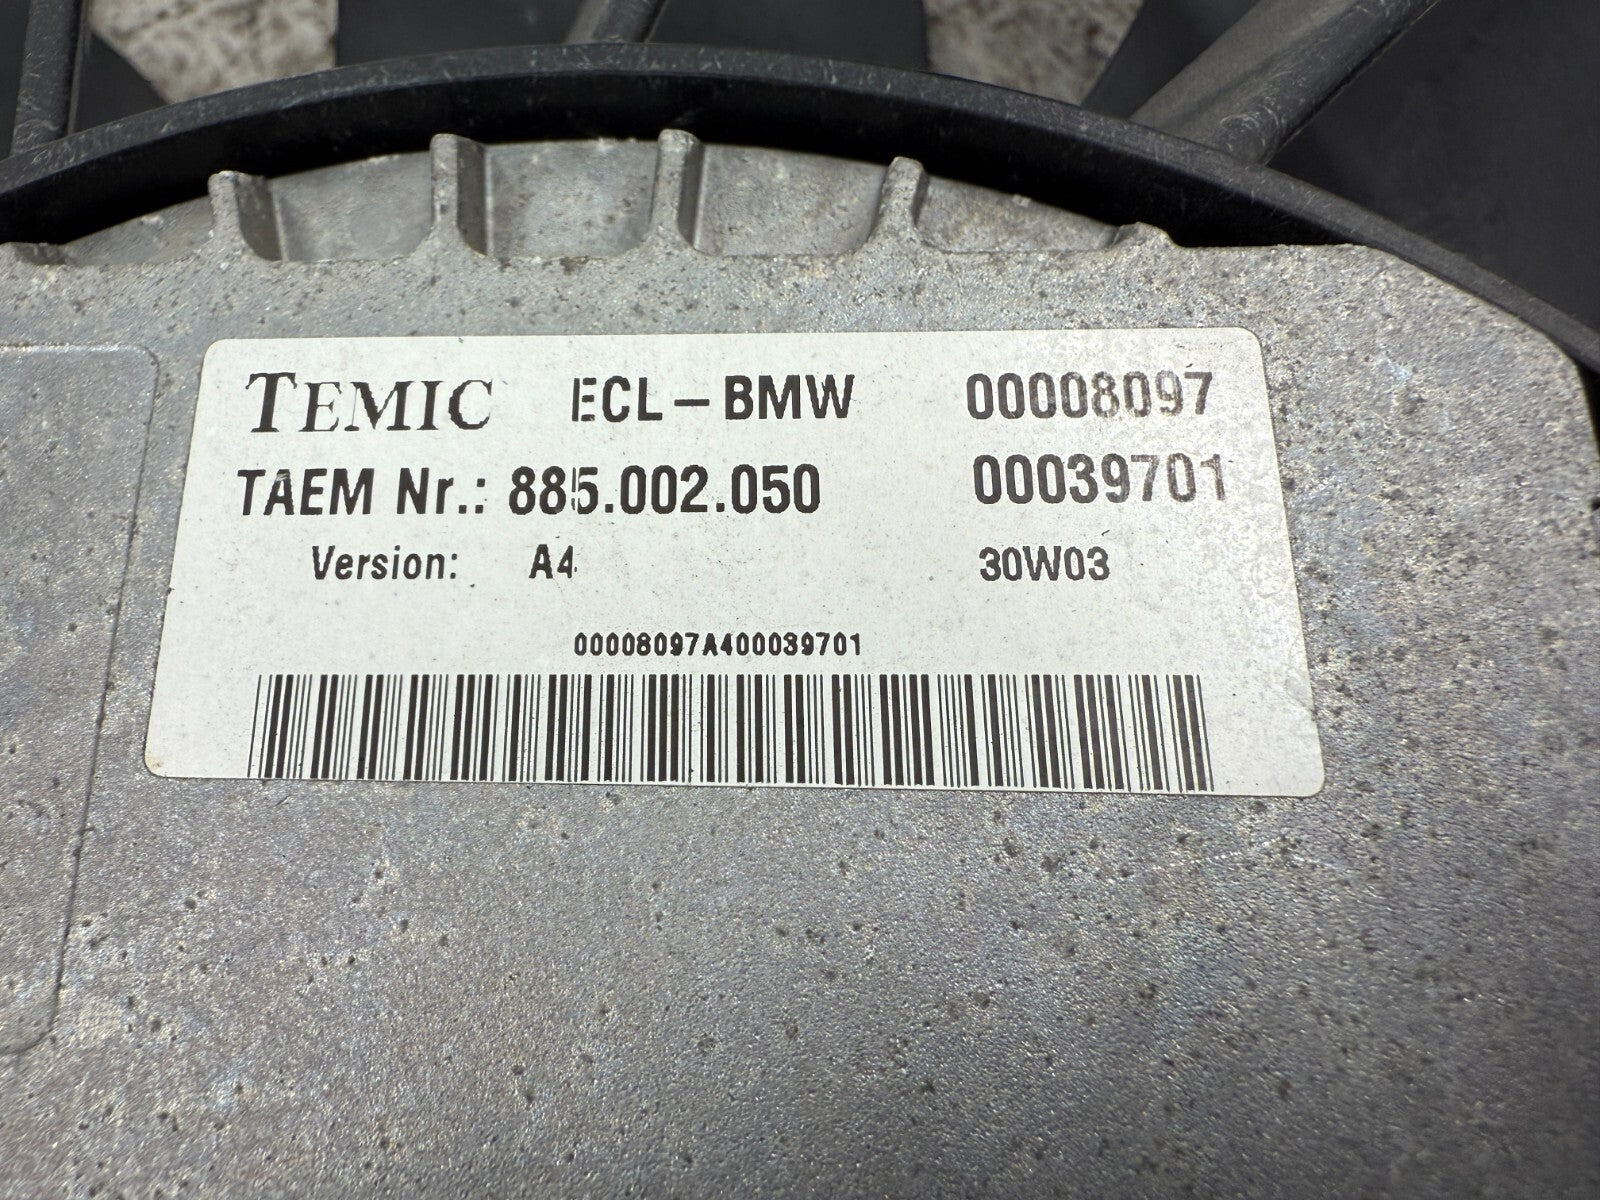 TEMIC ECL-BMW 00008097
TAEM Nr.: 885.002.050 00039701
Version: A4 30W03
00008097A400039701